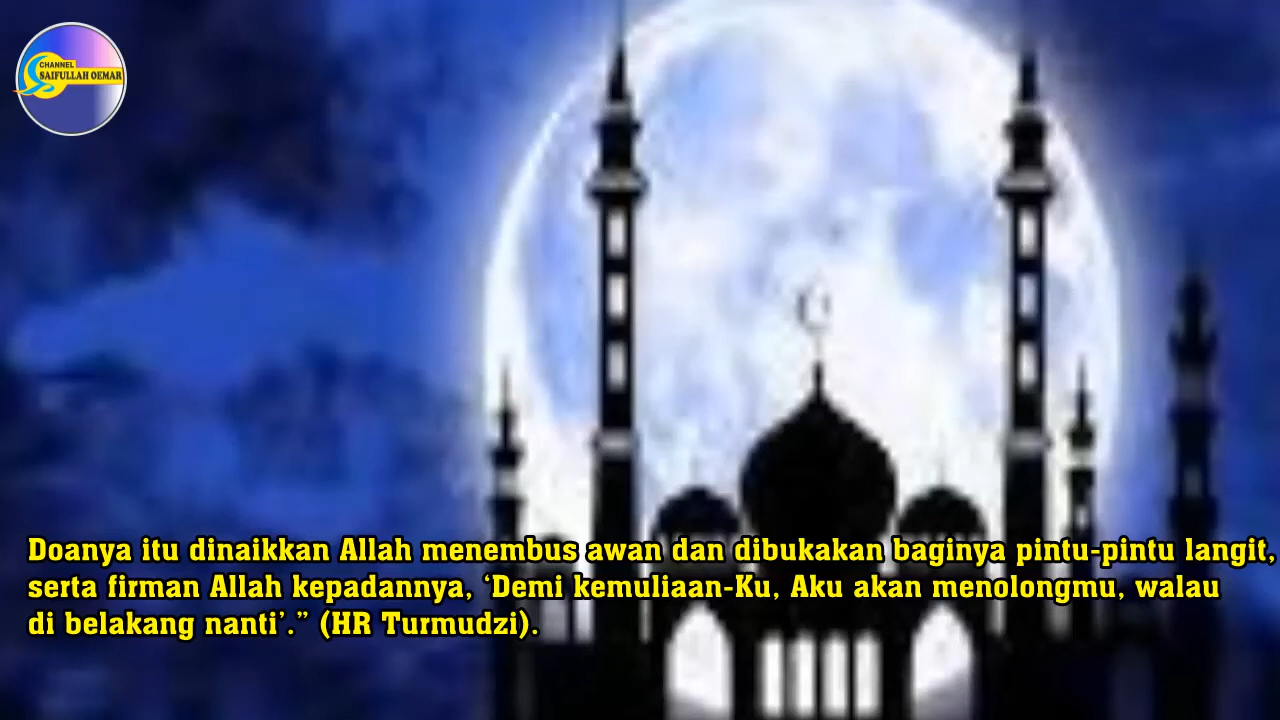 CHANNEL
SAIFULLAH OEMAR
Doanya itu dinaikkan Allah menembus awan dan dibukakan baginya pintu-pintu langit,
serta firman Allah kepadannya, ‘Demi kemuliaan-Ku, Aku akan menolongmu, walau
di belakang nanti’.” (HR Turmudzi).